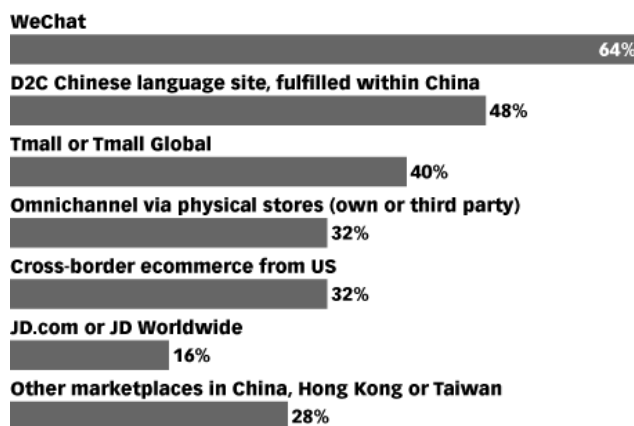 WeChat
64%
D2C Chinese language site, fulfilled within China
48%
Tmall or Tmall Global
40%
Omnichannel via physical stores (own or third party)
32%
Cross-border ecommerce from US
32%
JD.com or JD Worldwide
16%
Other marketplaces in China, Hong Kong or Taiwan
28%